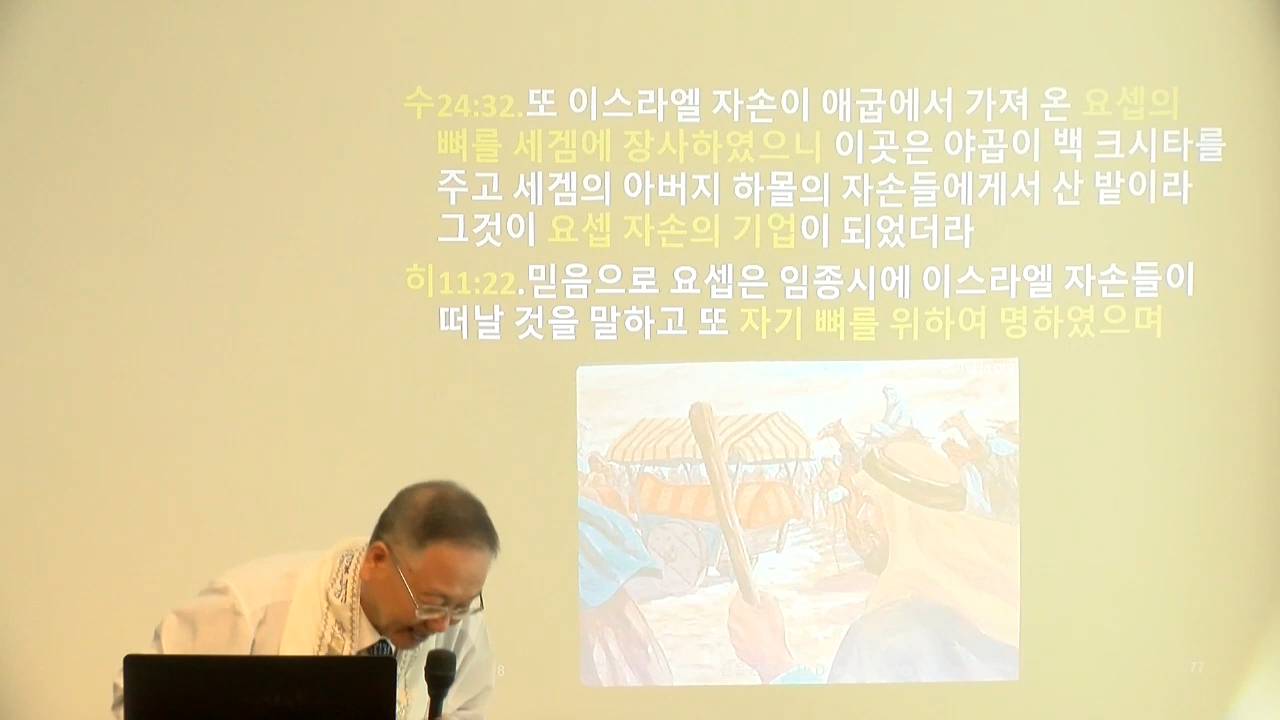 수24:32.또 이스라엘 자손이 애굽에서 가져 온 요셉의
뼈를 세겜에 장사하였으니 이곳은 야곱이 백 크시타를
주고 세겜의 아버지 하몰의 자손들에게서 산 밭이라
그것이 요셉 자손의 기업이 되었더라
히11:22.믿음으로 요셉은 임종시에 이스라엘 자손들이
떠날 것을 말하고 또 자기 뼈를 위하여 명하였으며
8
77